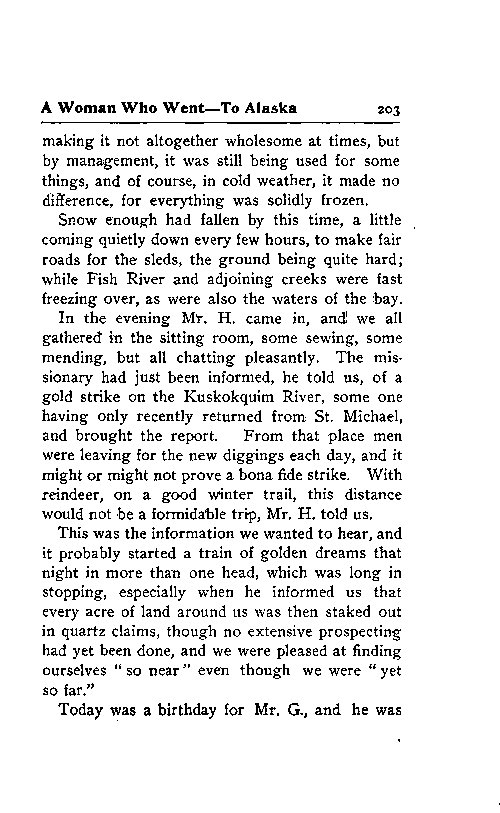 A Woman Who Went—To Alaska 203
making it not altogether wholesome at times, but
by management, it was still being used for some
things, and of course, in cold weather, it made no
difference, for everything was solidly frozen.
Snow enough had fallen by this time, a little
coming quietly down every few hours, to make fair
roads for the sleds, the ground being quite hard;
while Fish River and adjoining creeks were fast
freezing over, as were also the waters of the bay.
In the evening Mr. H. came in, and we all
gathered in the sitting room, some sewing, some
mending, but all chatting pleasantly. The mis-
sionary had just been informed, he told us, of a
gold strike on the Kuskokquim River, some one
having only recently returned from St. Michael,
and brought the report. From that place men
were leaving for the new diggings each day, and it
might or might not prove a bona fide strike. With
reindeer, on a good winter trail, this distance
would not be a formidable trip, Mr. H. told us.
This was the information we wanted to hear, and
it probably started a train of golden dreams that
night in more than one head, which was long in
stopping, especially when he informed us that
every acre of land around us was then staked out
in quartz claims, though no extensive prospecting
had yet been done, and we were pleased at finding
ourselves "so near" even though we were "yet
so far."
Today was a birthday for Mr. G., and he was